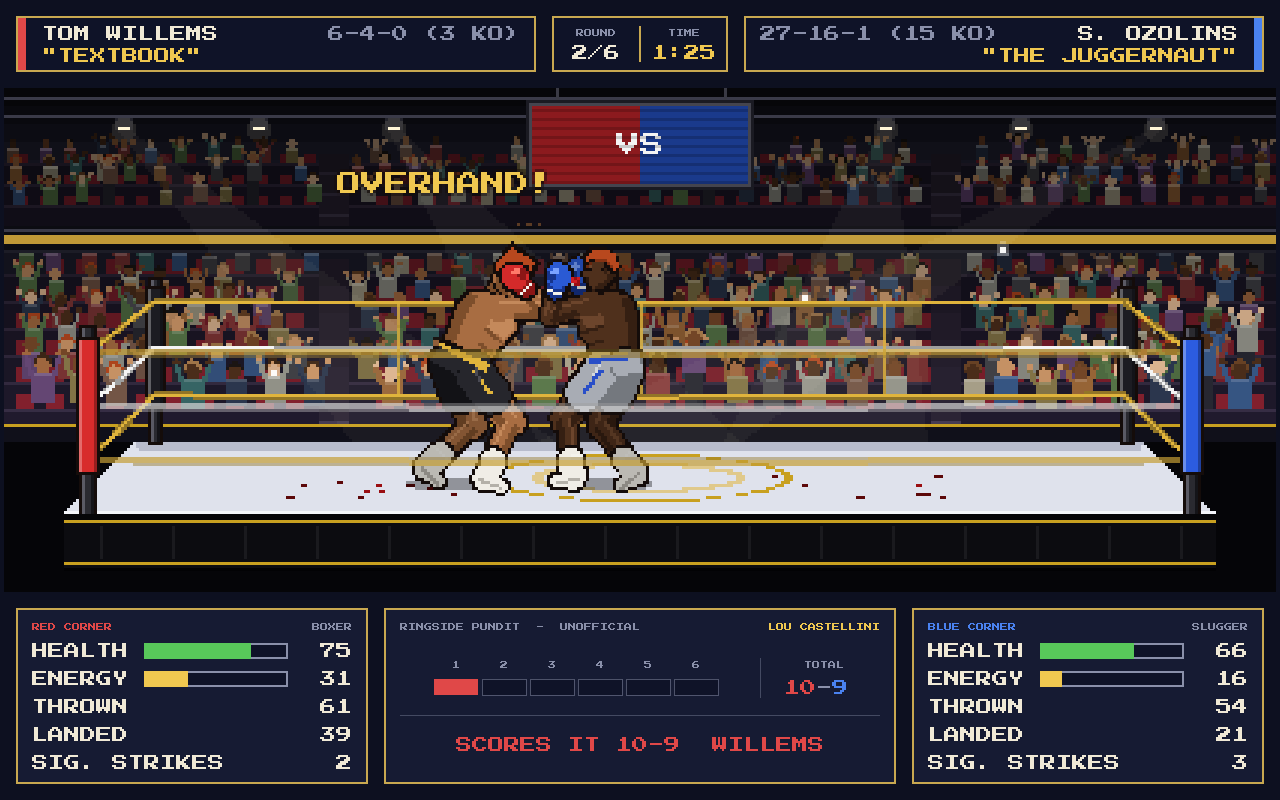 TOM WILLEMS 6-4-0 (3 KO)
"TEXTBOOK"
ROUND TIME
2/6 1:25
27-16-1 (15 KO) S. OZOLINS
"THE JUGGERNAUT"
VS
OVERHAND!
RED CORNER BOXER
HEALTH 75
ENERGY 31
THROWN 61
LANDED 39
SIG. STRIKES 2
RINGSIDE PUNDIT - UNOFFICIAL LOU CASTELLINI
1 2 3 4 5 6 TOTAL
10-9
SCORES IT 10-9 WILLEMS
BLUE CORNER SLUGGER
HEALTH 66
ENERGY 16
THROWN 54
LANDED 21
SIG. STRIKES 3